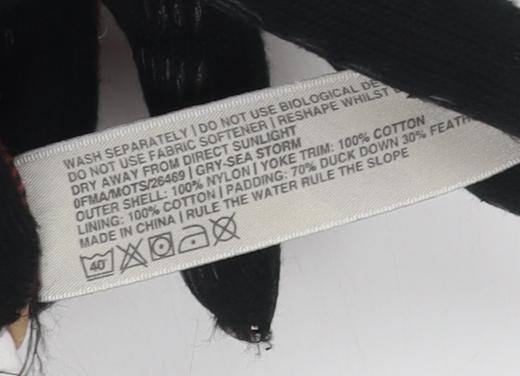 WASH SEPARATELY | DO NOT USE BIOLOGICAL DE
DO NOT USE FABRIC SOFTENER | RESHAPE WHILST
DRY AWAY FROM DIRECT SUNLIGHT
0FMA/MOTS/26469 | GRY-SEA STORM
OUTER SHELL: 100% NYLON | YOKE TRIM: 100% COTTON
LINING: 100% COTTON | PADDING: 70% DUCK DOWN 30% FEATH
MADE IN CHINA | RULE THE WATER RULE THE SLOPE
40